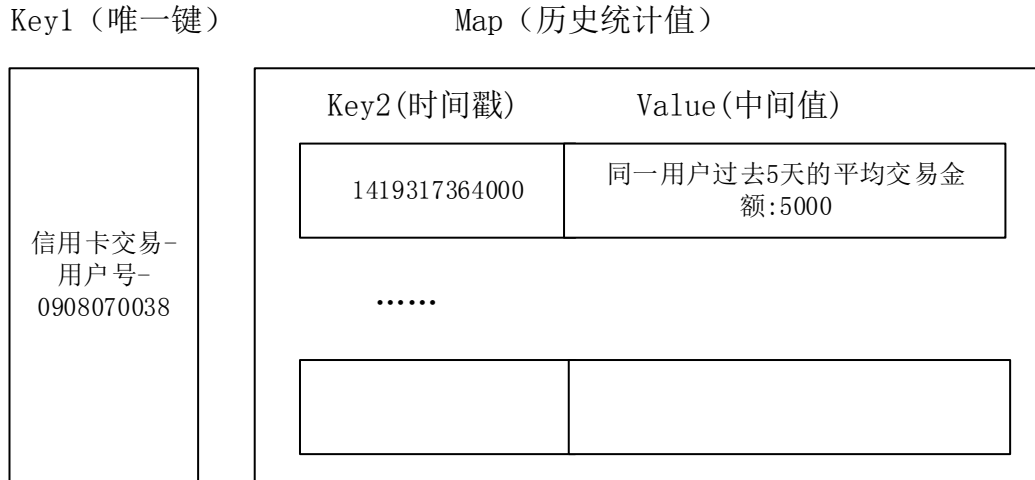 Key1（唯一键）
Map（历史统计值）
Key2(时间戳)
Value(中间值)
1419317364000
同一用户过去5天的平均交易金
额:5000
信用卡交易-
用户号-
0908070038
……